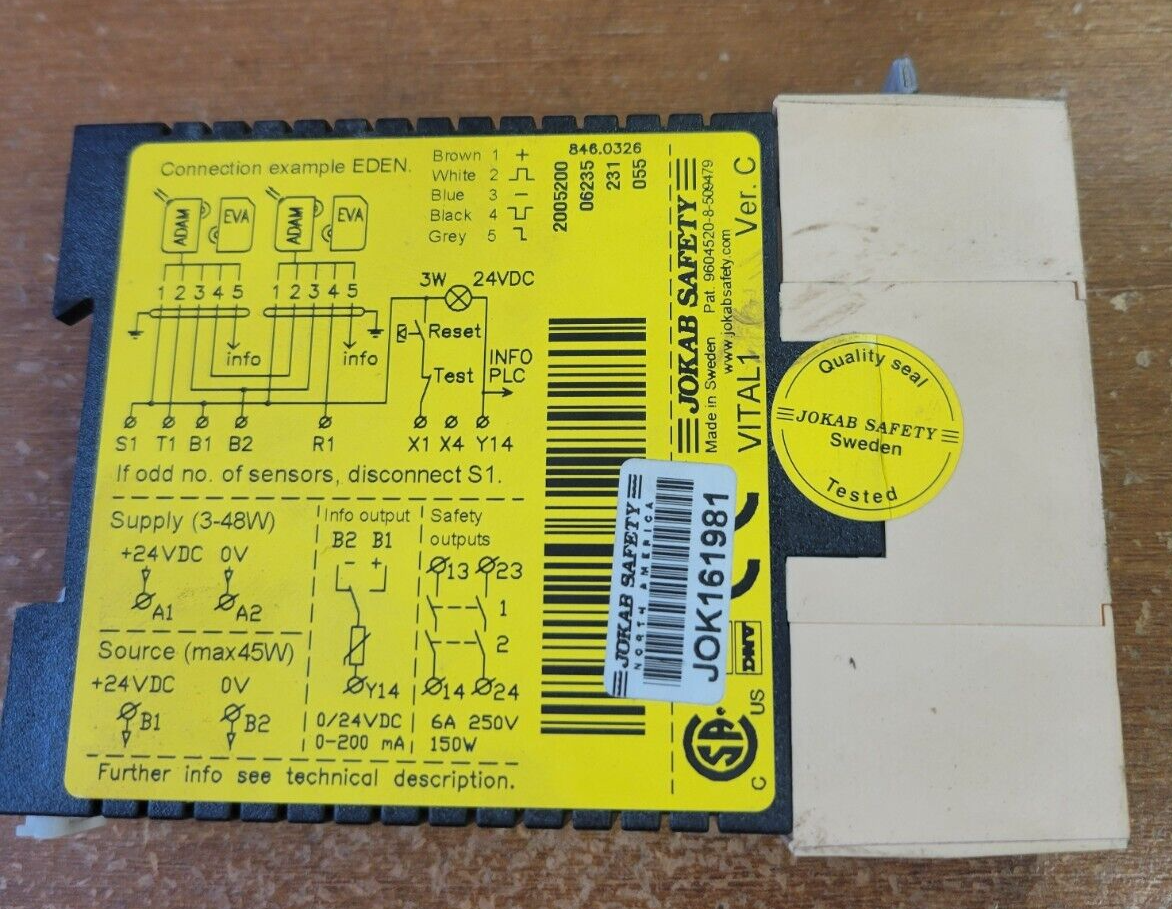 Connection example EDEN.
Brown 1 +
White 2
Blue 3 -
Black 4
Grey 5
846.0326
2005200
06235
231
055
ADAM EVA ADAM EVA
1 2 3 4 5 1 2 3 4 5
info info
3W 24VDC
Reset
Test
INFO
PLC
S1 T1 B1 B2 R1 X1 X4 Y14
If odd no. of sensors, disconnect S1.
Supply (3-48W)
+24VDC 0V
A1 A2
Source (max45W)
+24VDC 0V
B1 B2
Info output
B2 B1
- +
Y14
0/24VDC
0-200 mA
Safety
outputs
13 23
1
2
14 24
6A 250V
150W
Further info see technical description.
JOKAB SAFETY
Made in Sweden Pat. 9604520-8-509479
www.jokabsafety.com
VITAL1 Ver. C
JOKAB SAFETY
NORTH AMERICA
JOK161981
DMV
SA
C US
Quality seal
JOKAB SAFETY
Sweden
Tested